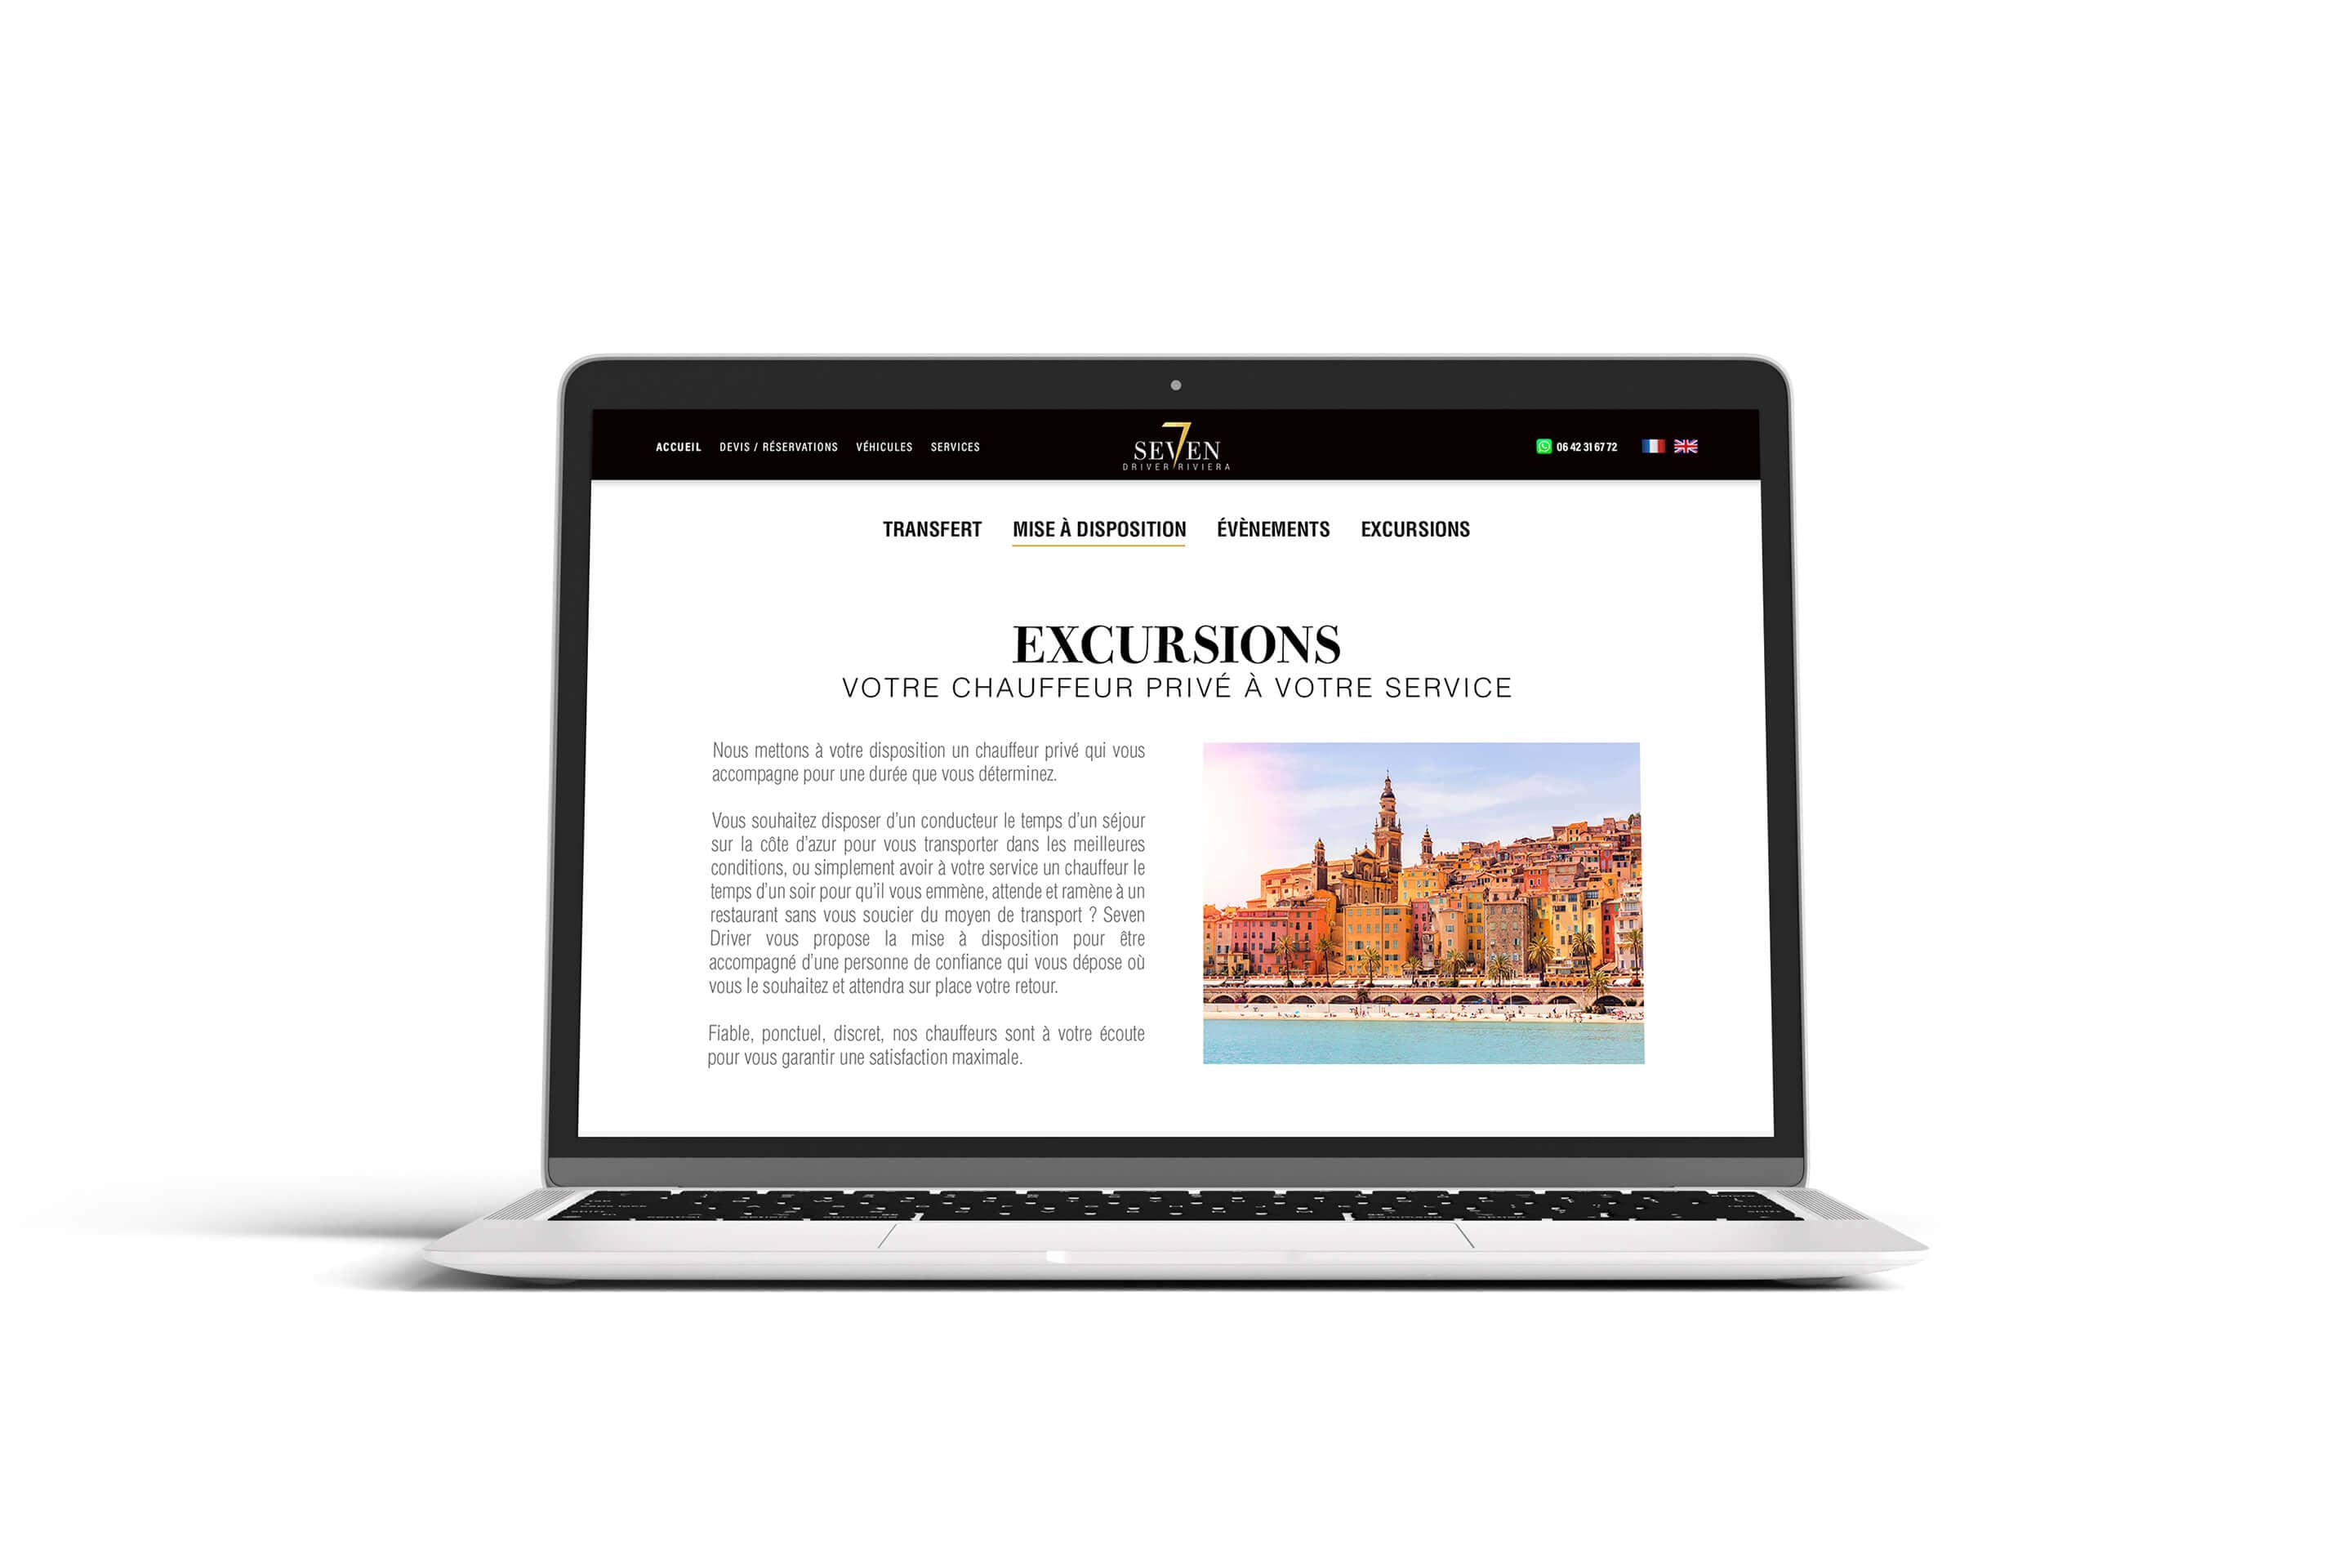 ACCUEIL DEVIS / RÉSERVATIONS VÉHICULES SERVICES
7
SEVEN
DRIVER RIVIERA
06 42 31 67 72
TRANSFERT MISE À DISPOSITION ÉVÈNEMENTS EXCURSIONS
EXCURSIONS
VOTRE CHAUFFEUR PRIVÉ À VOTRE SERVICE
Nous mettons à votre disposition un chauffeur privé qui vous
accompagne pour une durée que vous déterminez.
Vous souhaitez disposer d'un conducteur le temps d'un séjour
sur la côte d'azur pour vous transporter dans les meilleures
conditions, ou simplement avoir à votre service un chauffeur le
temps d'un soir pour qu'il vous emmène, attende et ramène à un
restaurant sans vous soucier du moyen de transport ? Seven
Driver vous propose la mise à disposition pour être
accompagné d'une personne de confiance qui vous dépose où
vous le souhaitez et attendra sur place votre retour.
Fiable, ponctuel, discret, nos chauffeurs sont à votre écoute
pour vous garantir une satisfaction maximale.